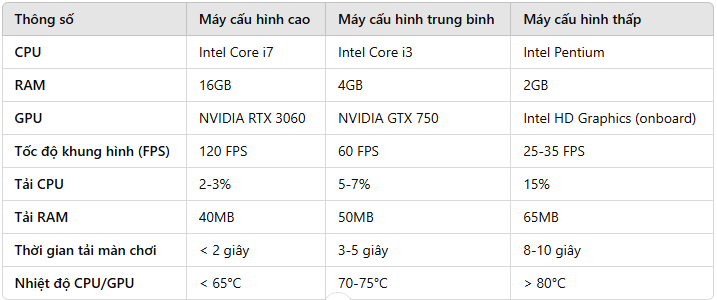 Thông số Máy cấu hình cao Máy cấu hình trung bình Máy cấu hình thấp
CPU Intel Core i7 Intel Core i3 Intel Pentium
RAM 16GB 4GB 2GB
GPU NVIDIA RTX 3060 NVIDIA GTX 750 Intel HD Graphics (onboard)
Tốc độ khung hình (FPS) 120 FPS 60 FPS 25-35 FPS
Tải CPU 2-3% 5-7% 15%
Tải RAM 40MB 50MB 65MB
Thời gian tải màn chơi < 2 giây 3-5 giây 8-10 giây
Nhiệt độ CPU/GPU < 65°C 70-75°C > 80°C